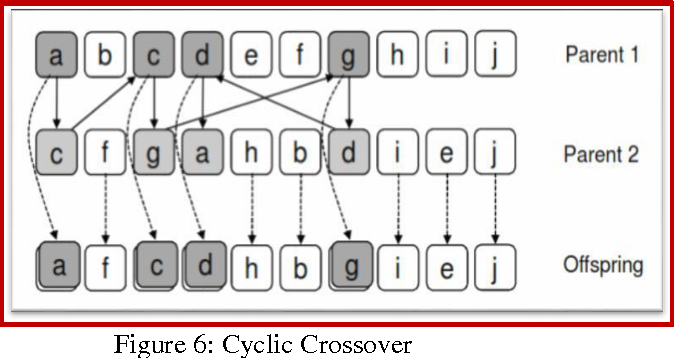 a b c d e f g h i j Parent 1
c f g a h b d i e j Parent 2
a f c d h b g i e j Offspring
Figure 6: Cyclic Crossover